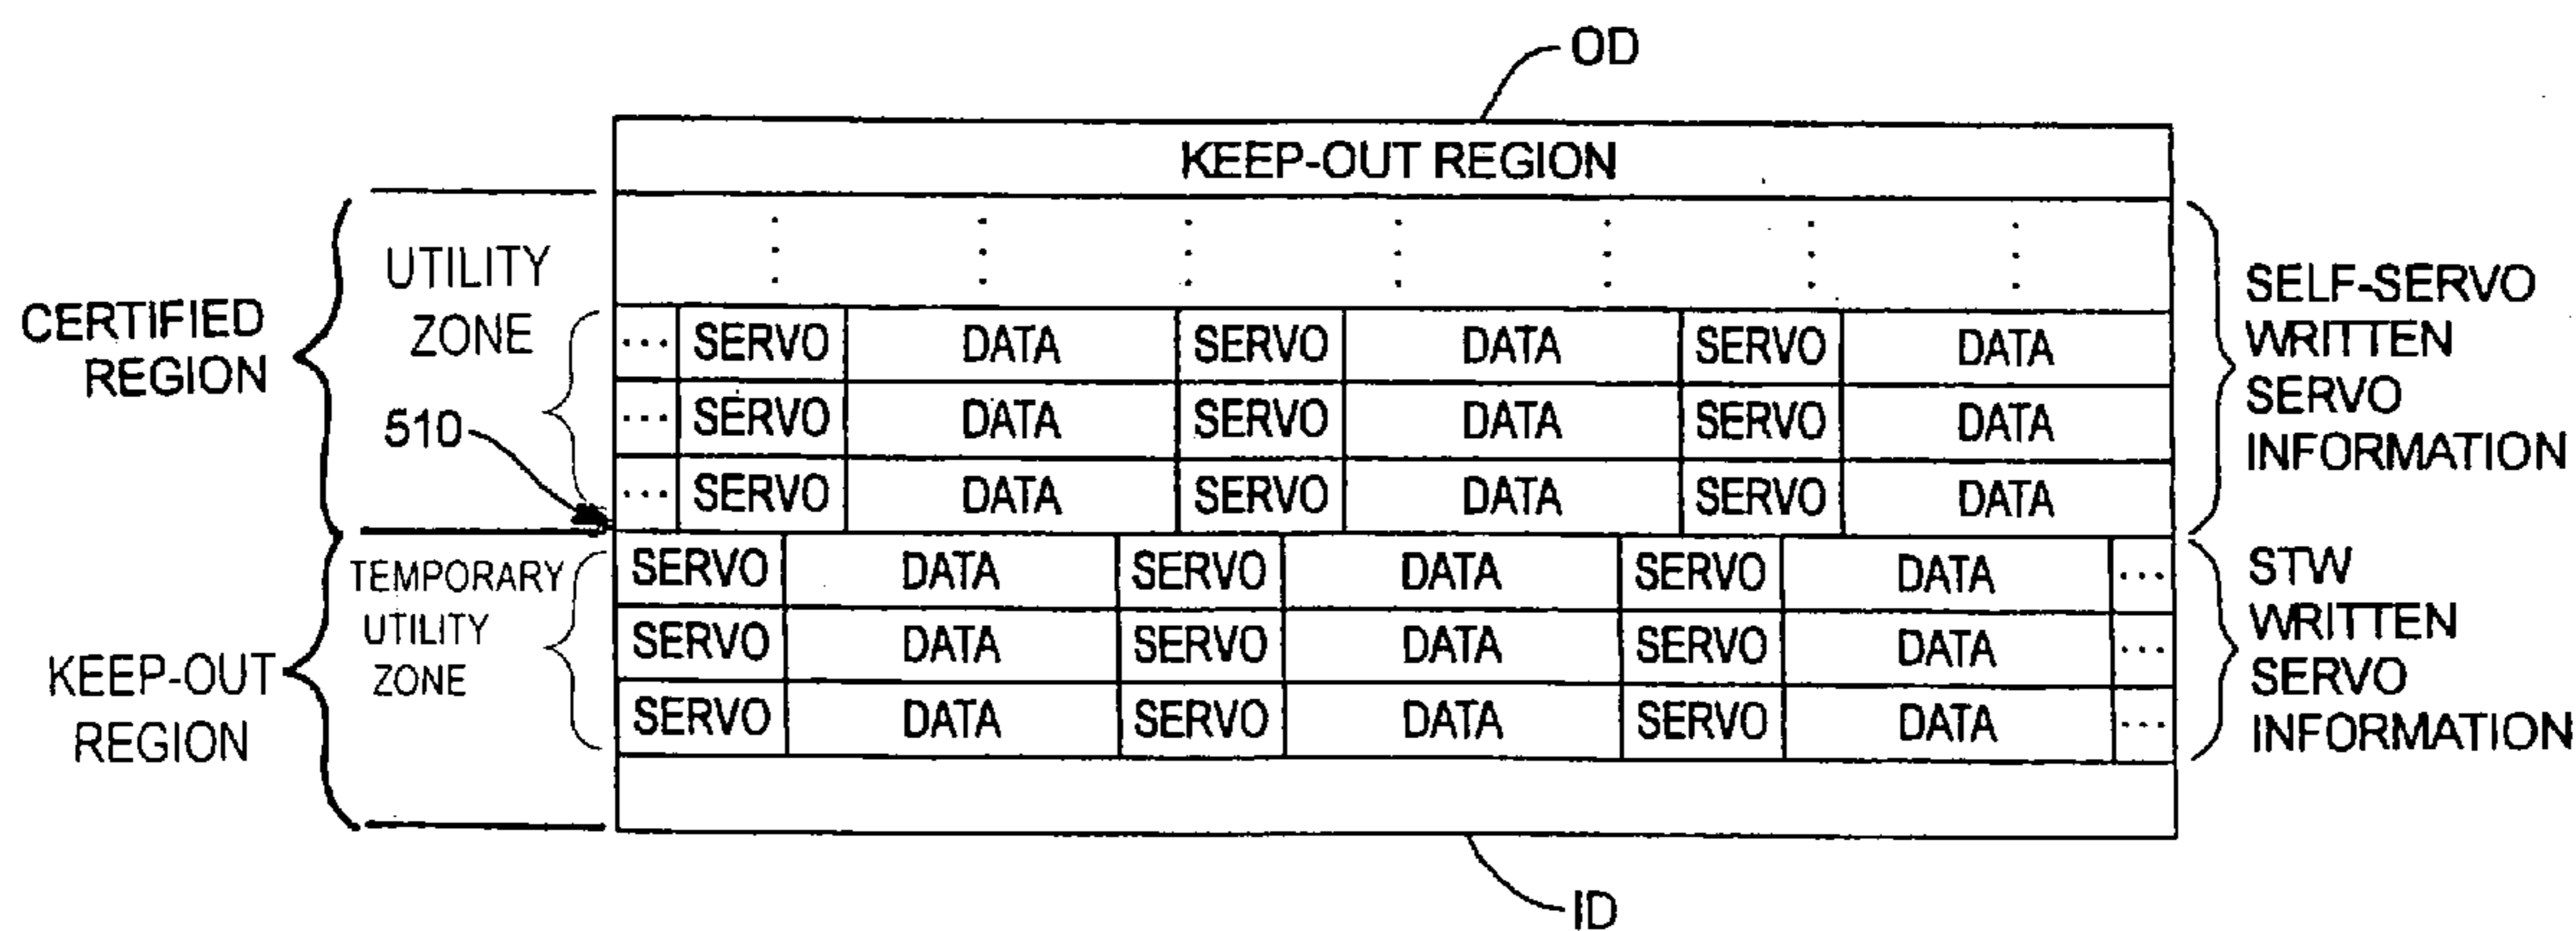 OD
KEEP-OUT REGION
UTILITY
ZONE
CERTIFIED
REGION
510
SELF-SERVO
WRITTEN
SERVO
INFORMATION
... SERVO DATA SERVO DATA SERVO DATA
... SERVO DATA SERVO DATA SERVO DATA
... SERVO DATA SERVO DATA SERVO DATA
SERVO DATA SERVO DATA SERVO DATA ...
SERVO DATA SERVO DATA SERVO DATA ...
SERVO DATA SERVO DATA SERVO DATA ...
TEMPORARY
UTILITY
ZONE
KEEP-OUT
REGION
STW
WRITTEN
SERVO
INFORMATION
ID